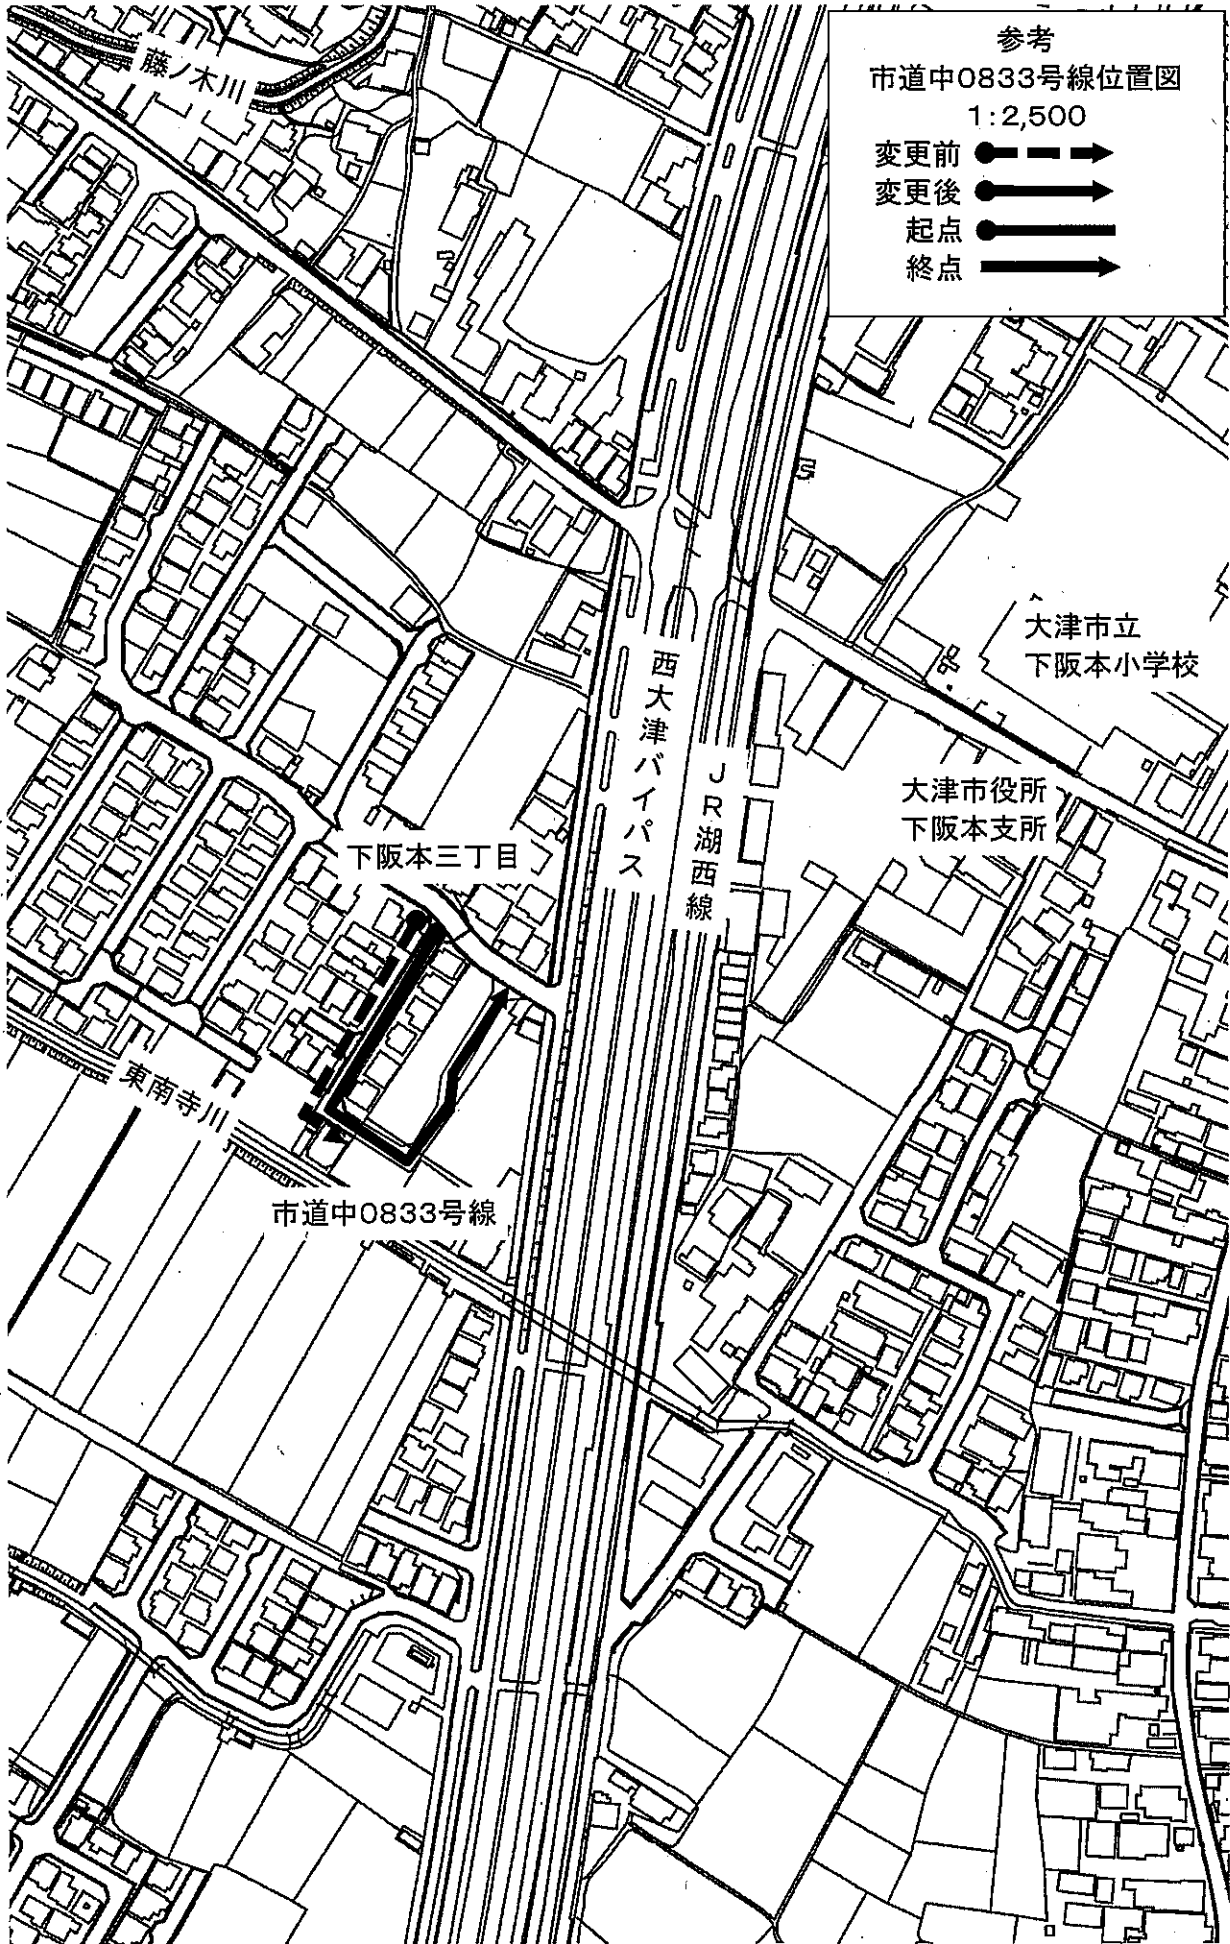 参考
市道中0833号線位置図
1:2,500
変更前
変更後
起点
終点
藤ノ木川
大津市立
下阪本小学校
西大津バイパス
JR湖西線
大津市役所
下阪本支所
下阪本三丁目
東南寺川
市道中0833号線